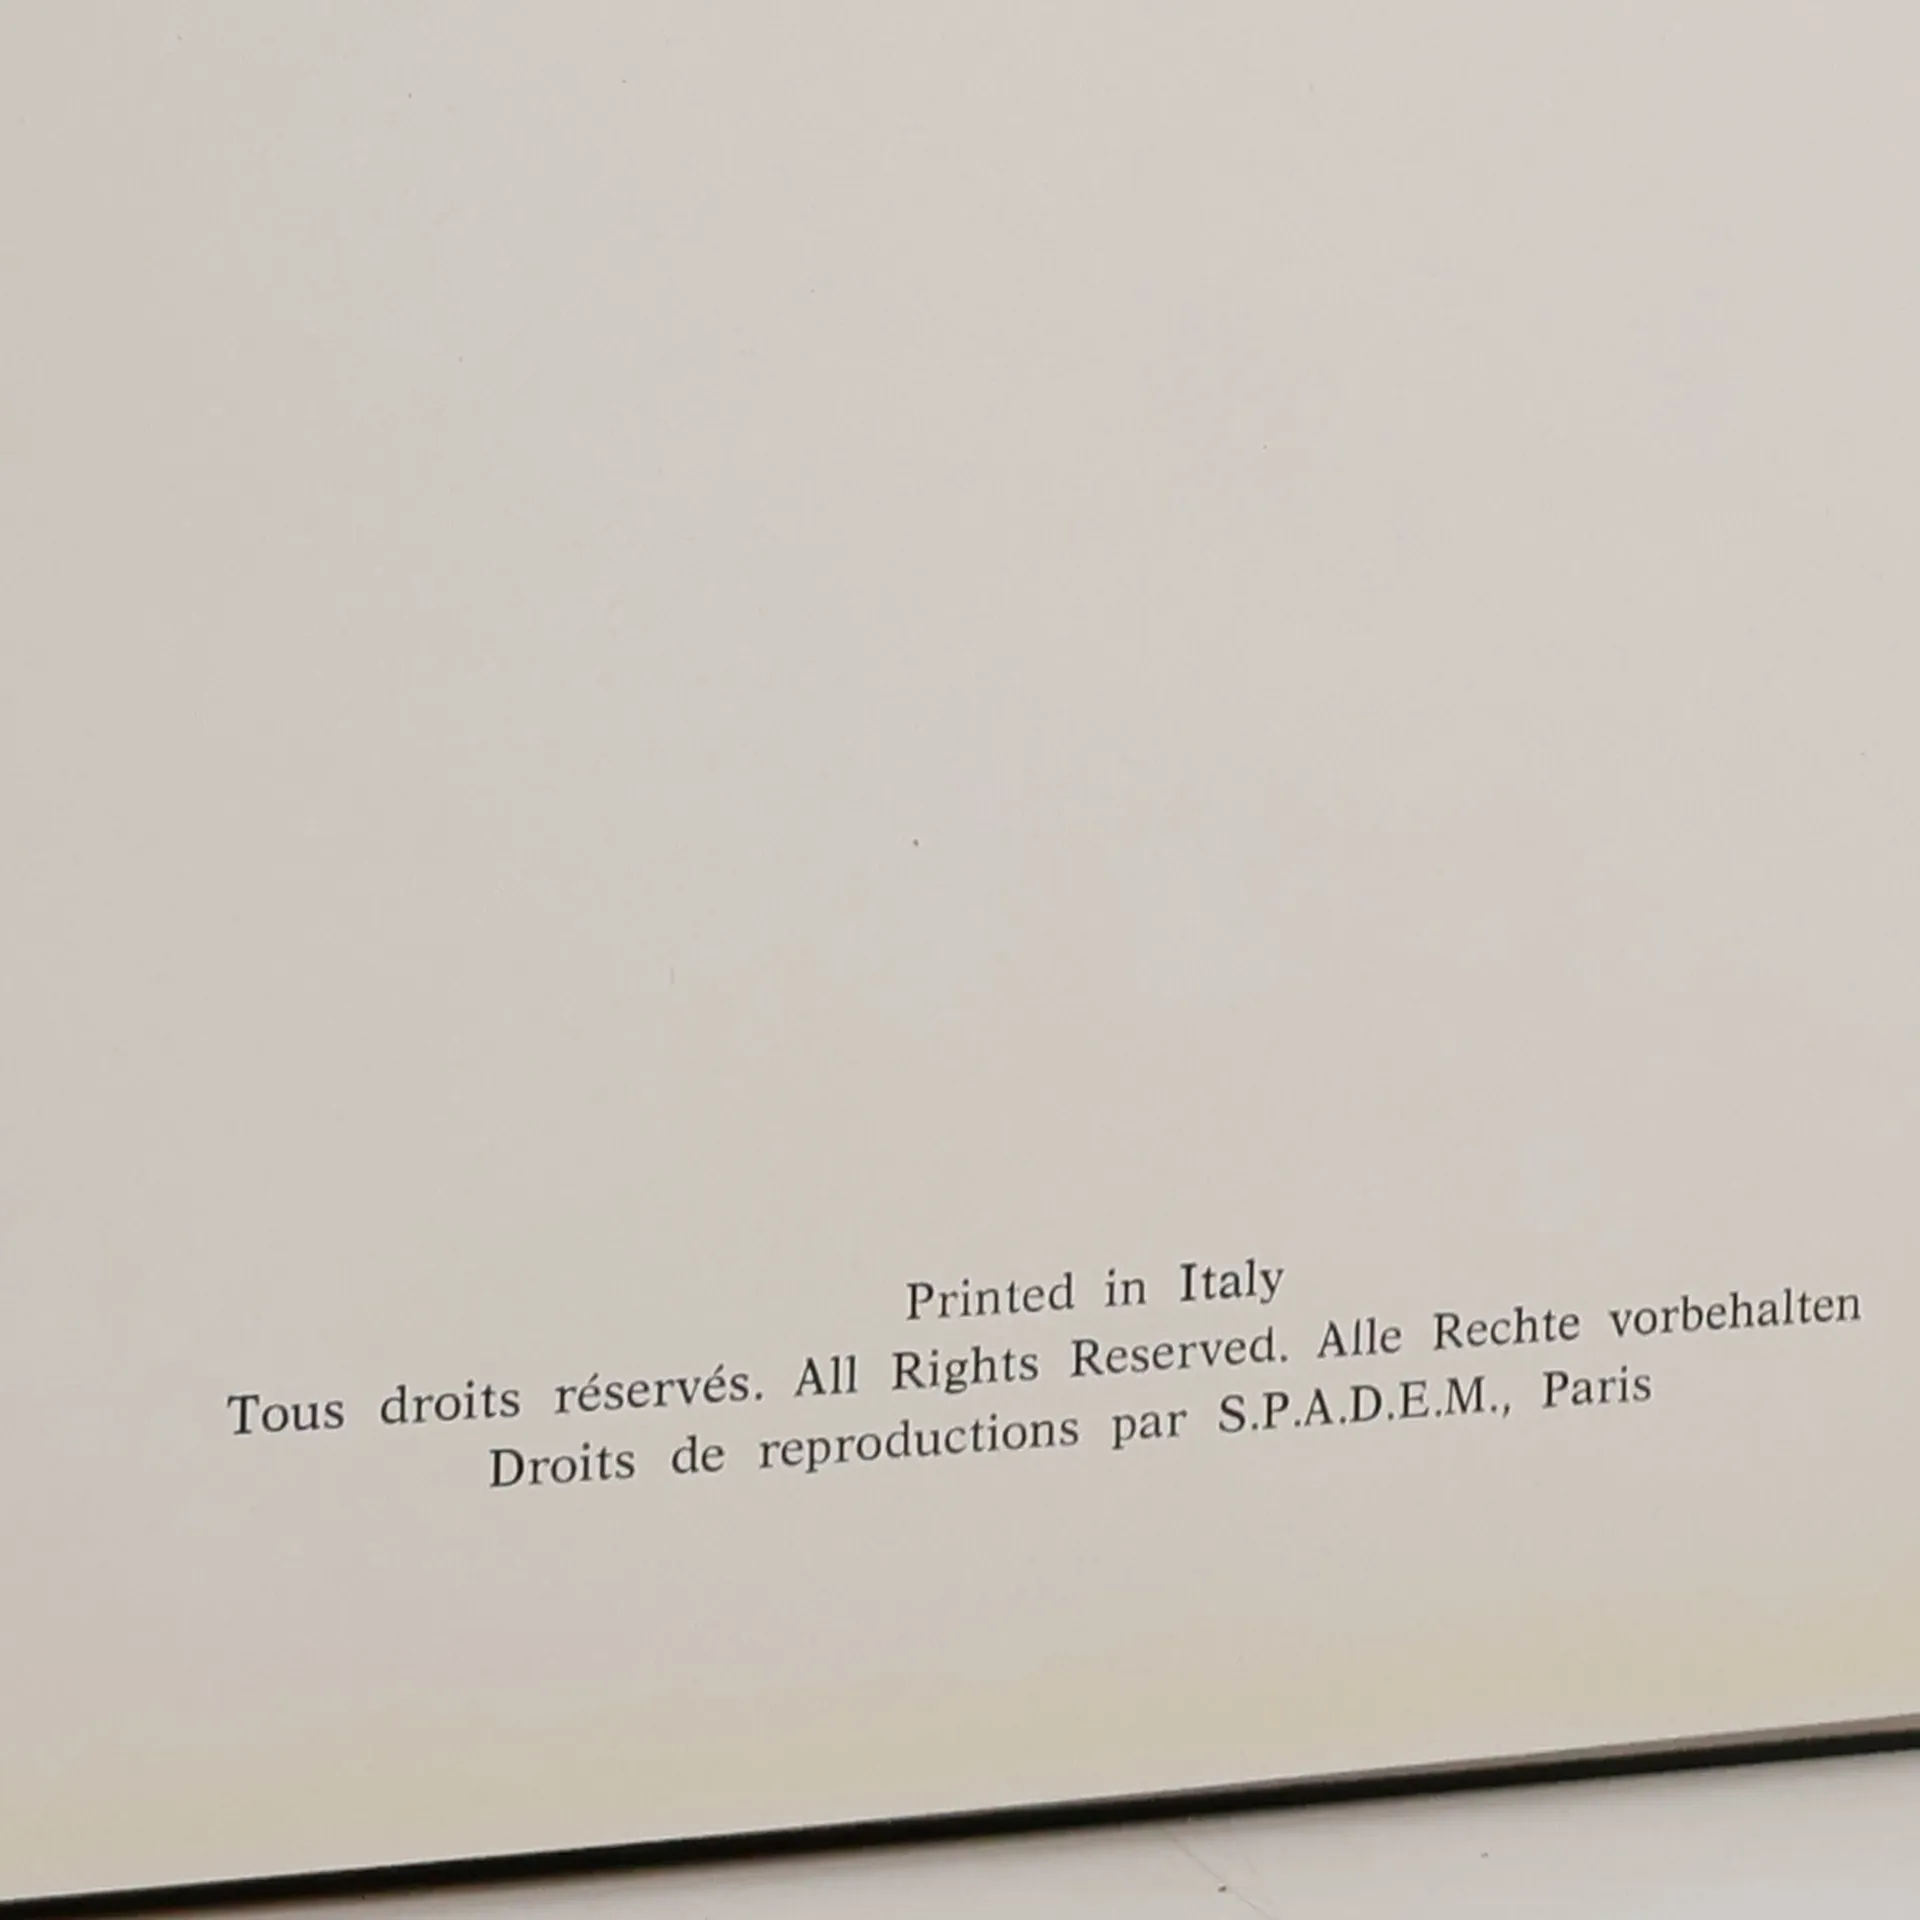 Printed in Italy
Tous droits réservés. All Rights Reserved. Alle Rechte vorbehalten
Droits de reproductions par S.P.A.D.E.M., Paris